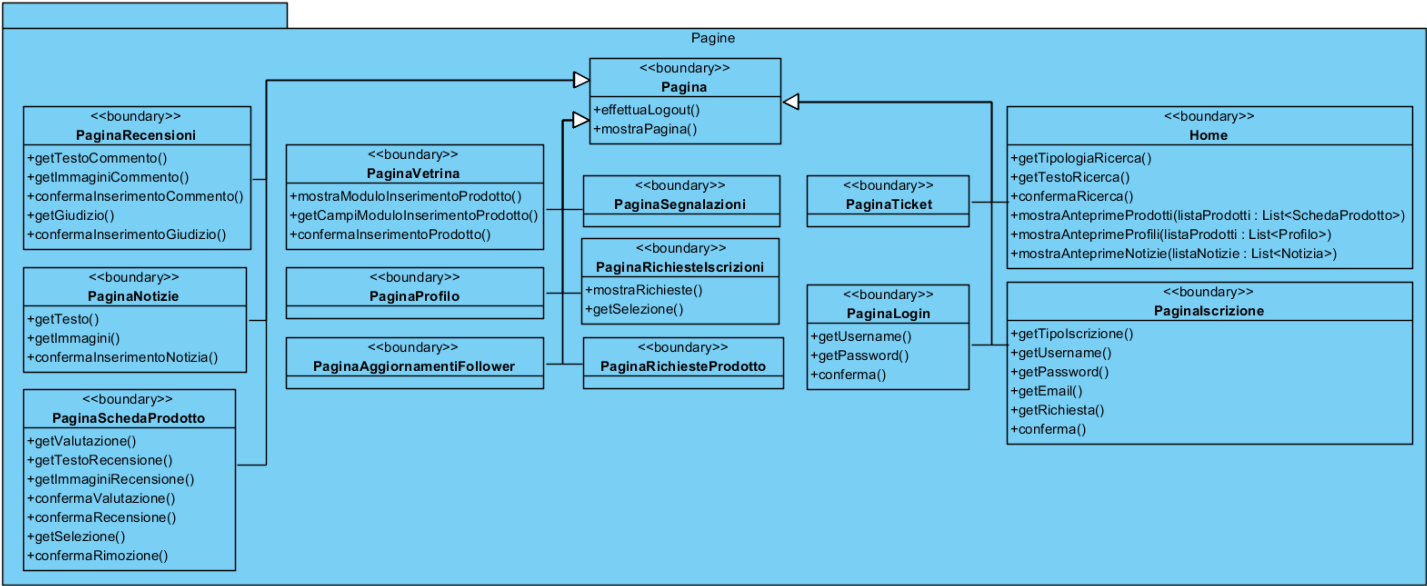 Pagine
<<boundary>>
Pagina
+effettuaLogout()
+mostraPagina()
<<boundary>>
PaginaRecensioni
+getTestoCommento()
+getImmaginiCommento()
+confermaInserimentoCommento()
+getGiudizio()
+confermaInserimentoGiudizio()
<<boundary>>
PaginaNotizie
+getTesto()
+getImmagini()
+confermaInserimentoNotizia()
<<boundary>>
PaginaSchedaProdotto
+getValutazione()
+getTestoRecensione()
+getImmaginiRecensione()
+confermaValutazione()
+confermaRecensione()
+getSelezione()
+confermaRimozione()
<<boundary>>
PaginaVetrina
+mostraModuloInserimentoProdotto()
+getCampiModuloInserimentoProdotto()
+confermaInserimentoProdotto()
<<boundary>>
PaginaProfilo
<<boundary>>
PaginaAggiornamentiFollower
<<boundary>>
PaginaSegnalazioni
<<boundary>>
PaginaRichiesteIscrizioni
+mostraRichieste()
+getSelezione()
<<boundary>>
PaginaRichiesteProdotto
<<boundary>>
PaginaTicket
<<boundary>>
PaginaLogin
+getUsername()
+getPassword()
+conferma()
<<boundary>>
Home
+getTipologiaRicerca()
+getTestoRicerca()
+confermaRicerca()
+mostraAnteprimeProdotti(listaProdotti : List<SchedaProdotto>)
+mostraAnteprimeProfili(listaProdotti : List<Profilo>)
+mostraAnteprimeNotizie(listaNotizie : List<Notizia>)
<<boundary>>
PaginaIscrizione
+getTipoIscrizione()
+getUsername()
+getPassword()
+getEmail()
+getRichiesta()
+conferma()